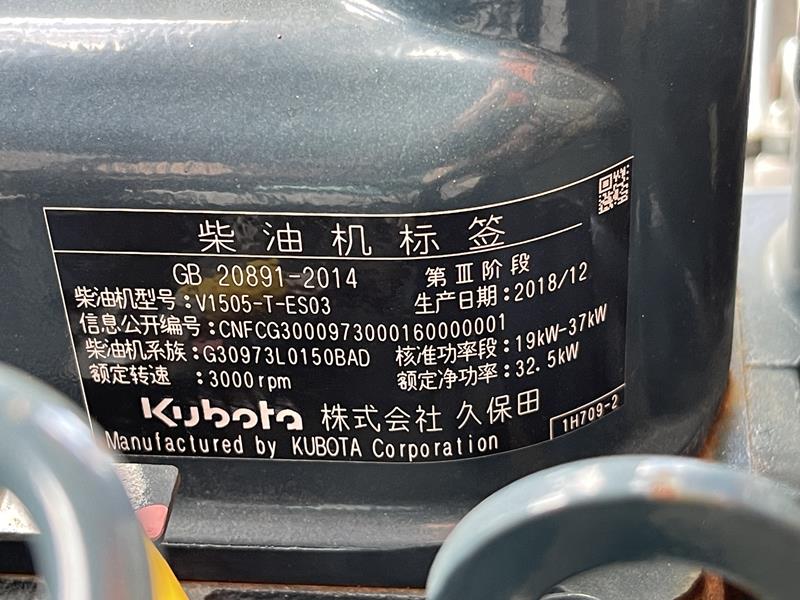 柴油机标签
GB 20891-2014 第Ⅲ阶段
柴油机型号:V1505-T-ES03 生产日期:2018/12
信息公开编号:CNFCG30009730001​60000001
柴油机系族:G30973L0150BAD 核准功率段:19kW-37kW
额定转速 :3000rpm 额定净功率:32.5kW
Kubota 株式会社 久保田
1H709-2
Manufactured by KUBOTA Corporation